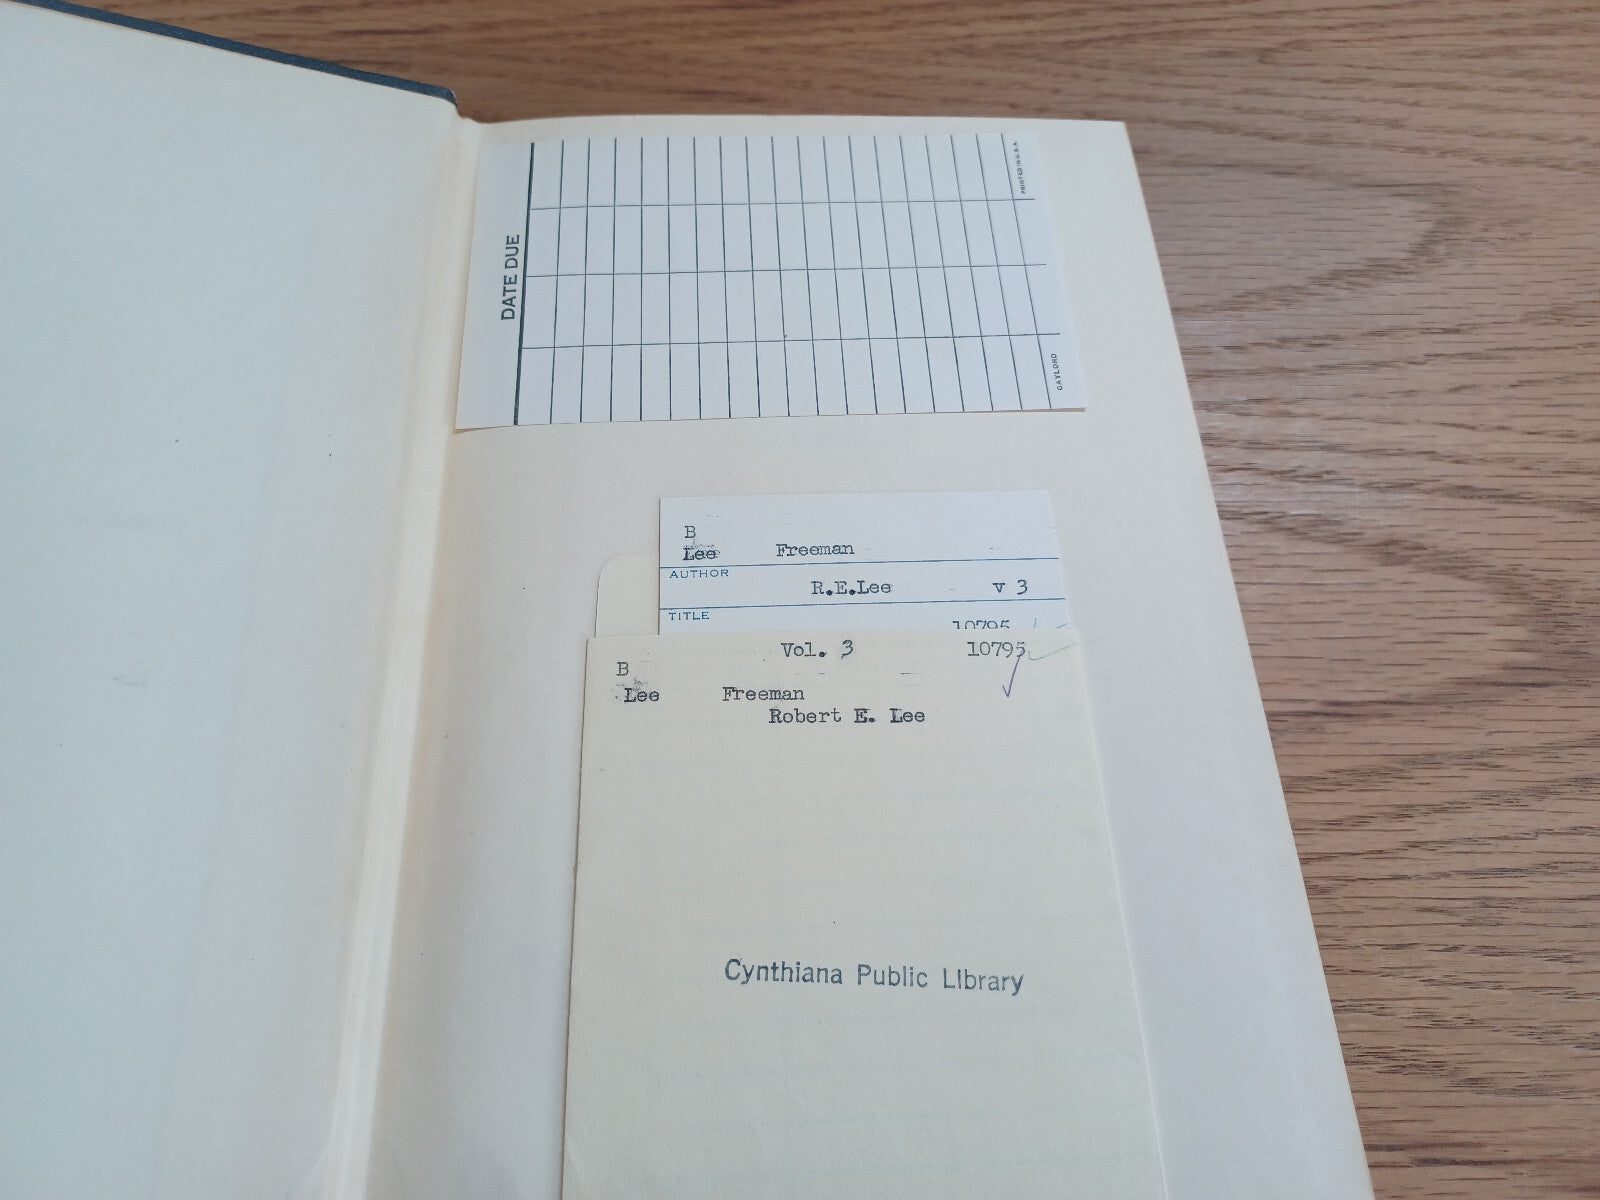 DATE DUE
PRINTED IN U.S.A.
GAYLORD
B
Lee Freeman
AUTHOR
R.E.Lee v 3
TITLE
10795
Vol. 3 10795
B
Lee Freeman
Robert E. Lee
Cynthiana Public Library